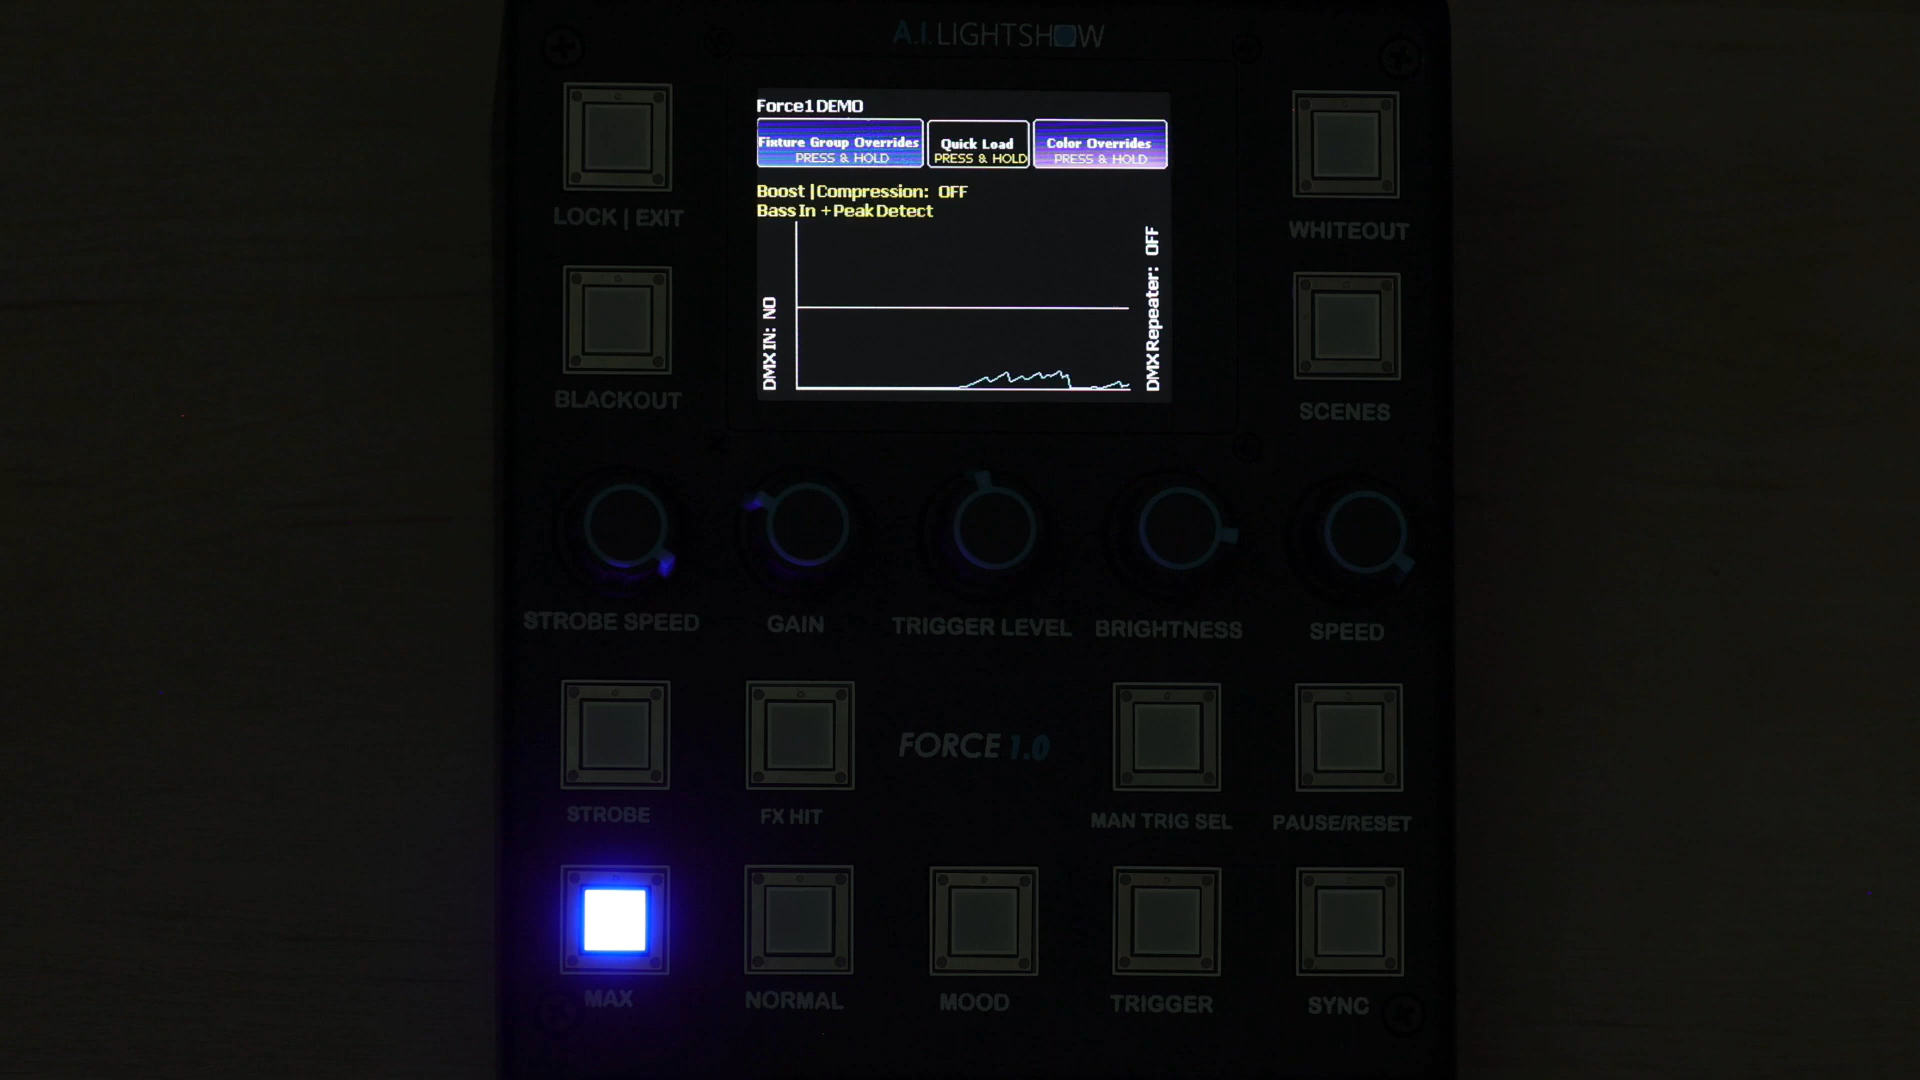 A.I.LIGHTSHOW
Force1 DEMO
Fixture Group Overrides
PRESS & HOLD
Quick Load
PRESS & HOLD
Color Overrides
PRESS & HOLD
Boost | Compression: OFF
Bass In + Peak Detect
DMX IN: NO
DMX Repeater: OFF
LOCK | EXIT
WHITEOUT
BLACKOUT
SCENES
STROBE SPEED
GAIN
TRIGGER LEVEL
BRIGHTNESS
SPEED
FORCE 1.0
STROBE
FX HIT
MAN TRIG SEL
PAUSE/RESET
MAX
NORMAL
MOOD
TRIGGER
SYNC